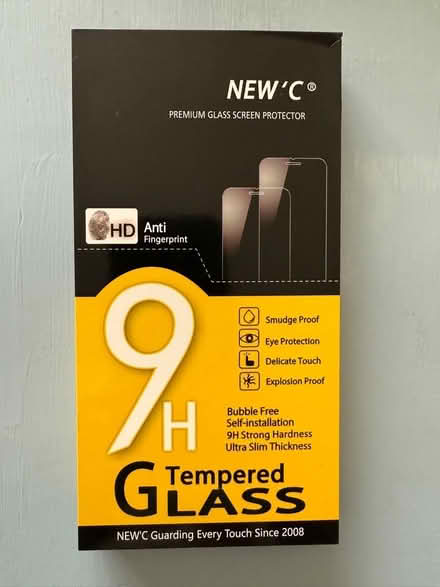 NEW'C®
PREMIUM GLASS SCREEN PROTECTOR
HD Anti
Fingerprint
9H
Smudge Proof
Eye Protection
Delicate Touch
Explosion Proof
Bubble Free
Self-installation
9H Strong Hardness
Ultra Slim Thickness
Tempered
GLASS
NEW'C Guarding Every Touch Since 2008